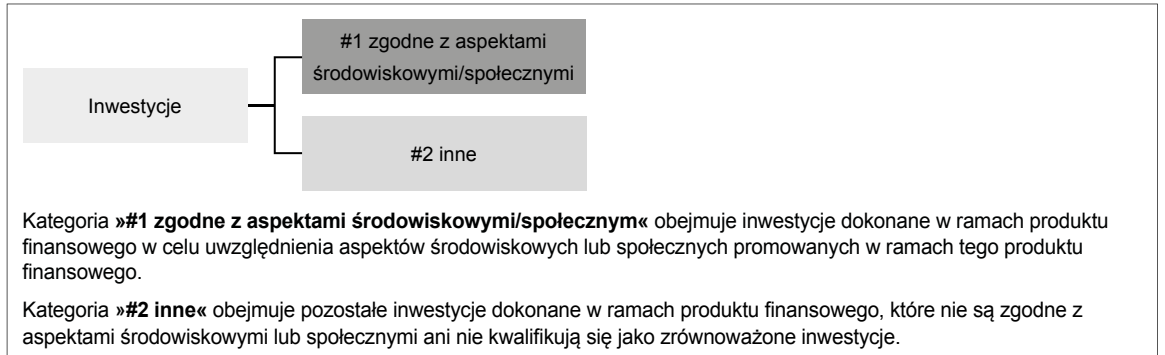 #1 zgodne z aspektami
środowiskowymi/społecznymi
Inwestycje
#2 inne
Kategoria »#1 zgodne z aspektami środowiskowymi/społecznym« obejmuje inwestycje dokonane w ramach produktu
finansowego w celu uwzględnienia aspektów środowiskowych lub społecznych promowanych w ramach tego produktu
finansowego.
Kategoria »#2 inne« obejmuje pozostałe inwestycje dokonane w ramach produktu finansowego, które nie są zgodne z
aspektami środowiskowymi lub społecznymi ani nie kwalifikują się jako zrównoważone inwestycje.